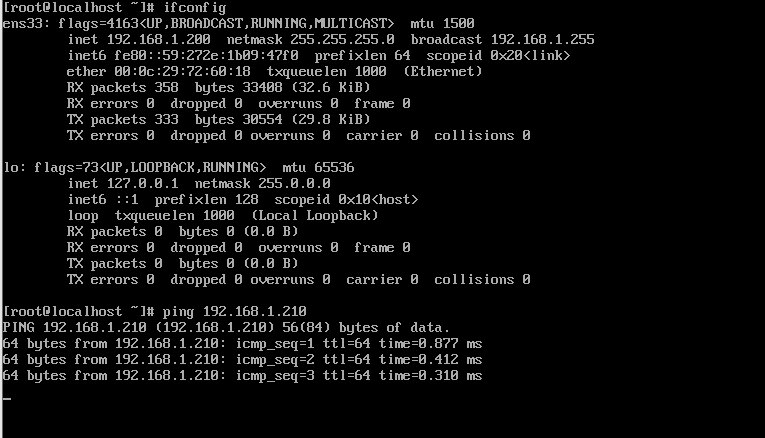 [root@localhost ~]# ifconfig
ens33: flags=4163<UP,BROADCAST,RUNNING,MULTICAST>  mtu 1500
        inet 192.168.1.200  netmask 255.255.255.0  broadcast 192.168.1.255
        inet6 fe80::59:272e:1b09:47f0  prefixlen 64  scopeid 0x20<link>
        ether 00:0c:29:72:60:18  txqueuelen 1000  (Ethernet)
        RX packets 358  bytes 33408 (32.6 KiB)
        RX errors 0  dropped 0  overruns 0  frame 0
        TX packets 333  bytes 30554 (29.8 KiB)
        TX errors 0  dropped 0 overruns 0  carrier 0  collisions 0
lo: flags=73<UP,LOOPBACK,RUNNING>  mtu 65536
        inet 127.0.0.1  netmask 255.0.0.0
        inet6 ::1  prefixlen 128  scopeid 0x10<host>
        loop  txqueuelen 1000  (Local Loopback)
        RX packets 0  bytes 0 (0.0 B)
        RX errors 0  dropped 0  overruns 0  frame 0
        TX packets 0  bytes 0 (0.0 B)
        TX errors 0  dropped 0 overruns 0  carrier 0  collisions 0
[root@localhost ~]# ping 192.168.1.210
PING 192.168.1.210 (192.168.1.210) 56(84) bytes of data.
64 bytes from 192.168.1.210: icmp_seq=1 ttl=64 time=0.877 ms
64 bytes from 192.168.1.210: icmp_seq=2 ttl=64 time=0.412 ms
64 bytes from 192.168.1.210: icmp_seq=3 ttl=64 time=0.310 ms